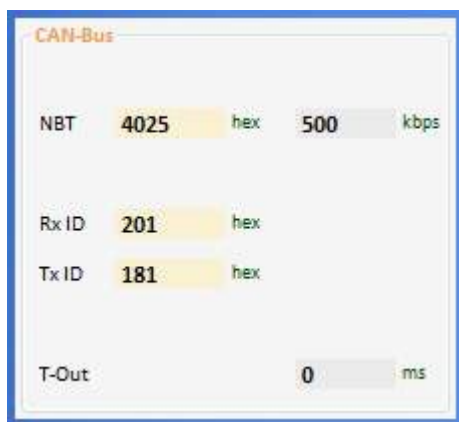 CAN-Bus
NBT 4025 hex 500 kbps
Rx ID 201 hex
Tx ID 181 hex
T-Out 0 ms